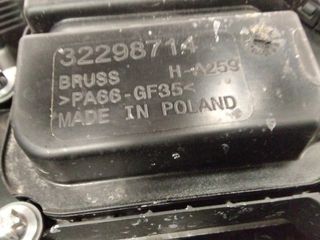 32298714
BRUSS H-A259
>PA66-GF35<
MADE IN POLAND